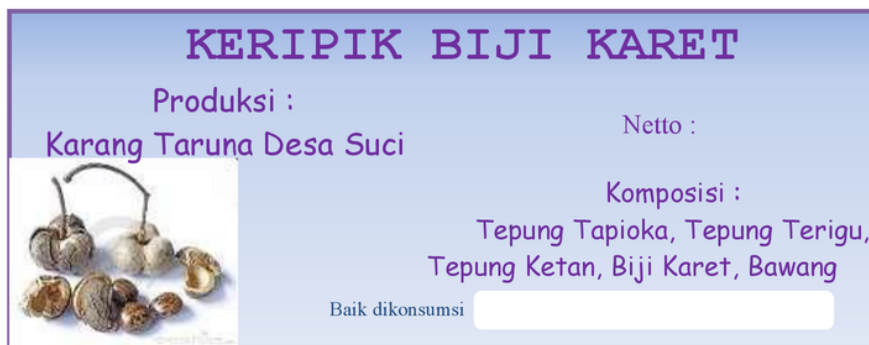 KERIPIK BIJI KARET
Produksi :
Karang Taruna Desa Suci
Netto :
Komposisi :
Tepung Tapioka, Tepung Terigu,
Tepung Ketan, Biji Karet, Bawang
Baik dikonsumsi